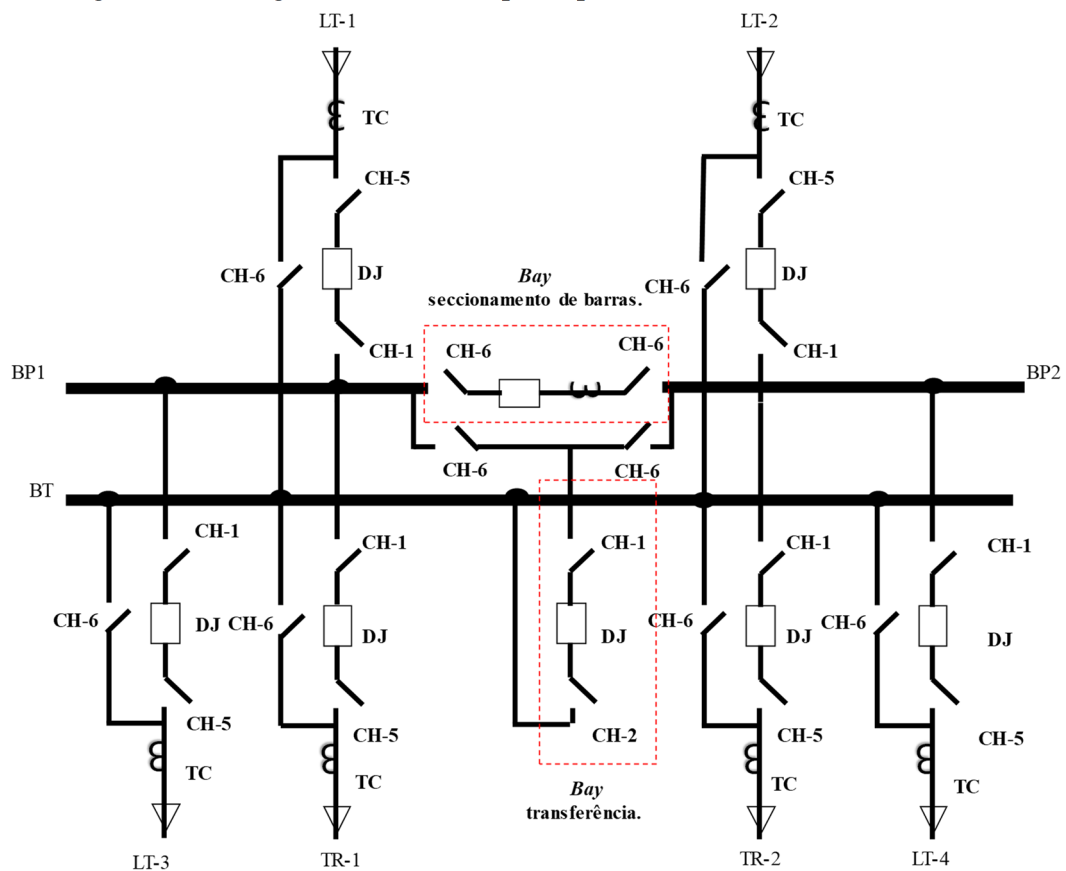 LT-1
LT-2
TC
TC
CH-5
CH-5
CH-6
DJ
Bay
seccionamento de barras.
CH-6
DJ
CH-1
CH-6
CH-6
CH-1
BP1
BP2
CH-6
CH-6
BT
CH-1
CH-1
CH-1
CH-1
CH-1
CH-6
DJ
CH-6
DJ
DJ
CH-6
DJ
CH-6
DJ
CH-5
CH-5
CH-2
CH-5
CH-5
TC
TC
TC
TC
Bay
transferência.
LT-3
TR-1
TR-2
LT-4